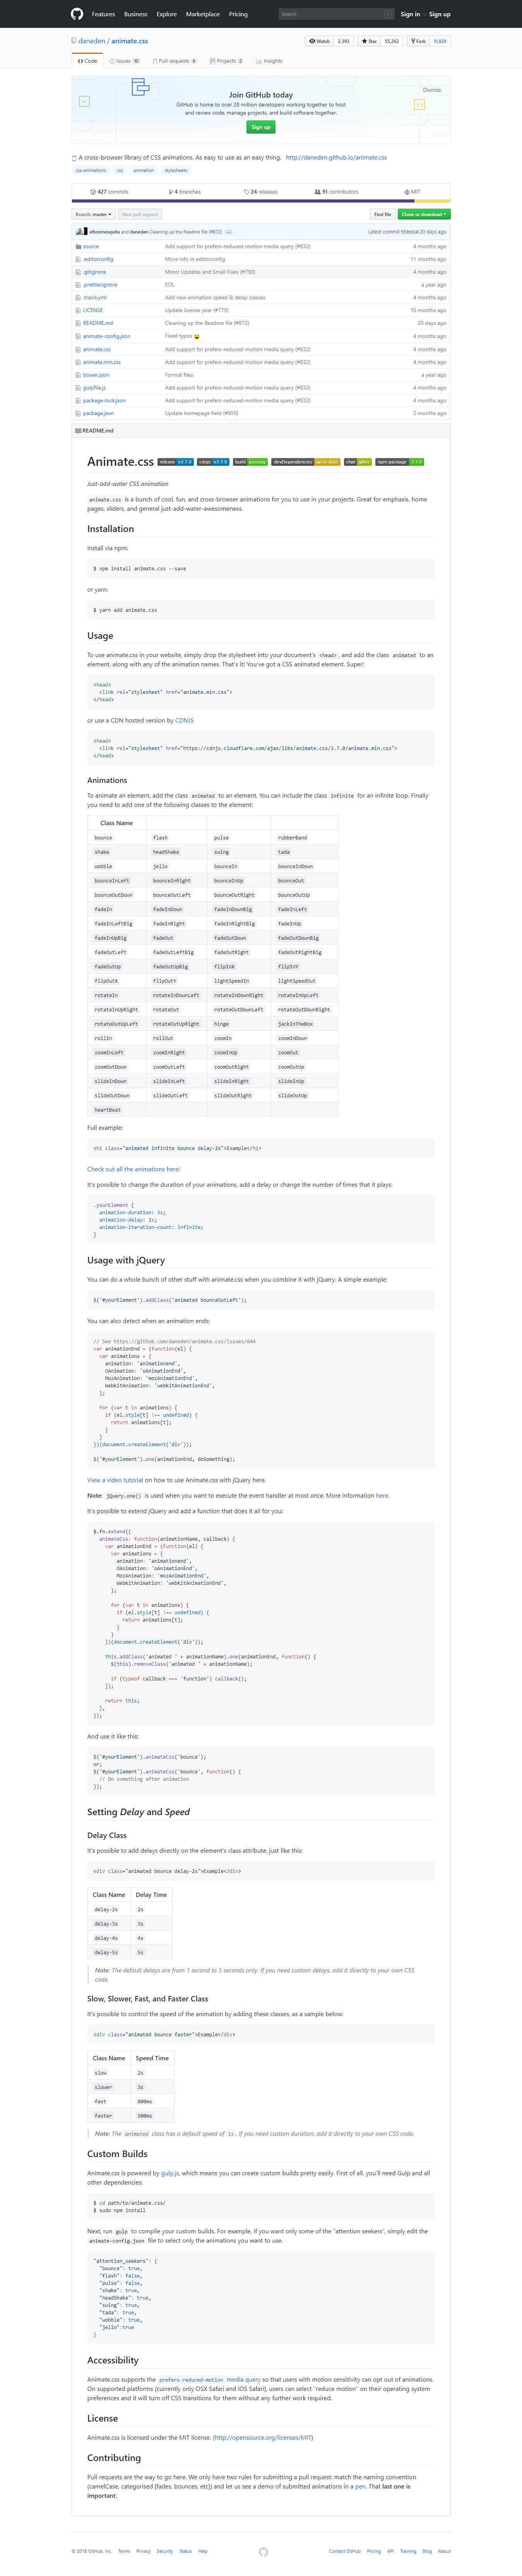 Features Business Explore Marketplace Pricing Search Sign in or Sign up
daneden / animate.css Watch 2,393 Star 55,262 Fork 11,829
Code Issues 10 Pull requests 6 Projects 2 Insights
Join GitHub today
Dismiss
GitHub is home to over 28 million developers working together to host
and review code, manage projects, and build software together.
Sign up
A cross-browser library of CSS animations. As easy to use as an easy thing. http://daneden.github.io/animate.css
css-animations css animation stylesheets
427 commits 4 branches 24 releases 91 contributors MIT
Branch: master New pull request Find file Clone or download
eltonmesquita and daneden Cleaning up the Readme file (#872) Latest commit 20 days ago
source Add support for prefers-reduced-motion media query (#832) 4 months ago
.editorconfig More info in editorconfig 11 months ago
.gitignore Minor Updates and Small Fixes (#790) 4 months ago
.prettierignore EOL a year ago
.travis.yml Add new animation speed & delay classes 4 months ago
LICENSE Update license year (#775) 10 months ago
README.md Cleaning up the Readme file (#872) 20 days ago
animate-config.json Fixed typos 4 months ago
animate.css Add support for prefers-reduced-motion media query (#832) 4 months ago
animate.min.css Add support for prefers-reduced-motion media query (#832) 4 months ago
bower.json Format files a year ago
gulpfile.js Add support for prefers-reduced-motion media query (#832) 4 months ago
package-lock.json Add support for prefers-reduced-motion media query (#832) 4 months ago
package.json Update homepage field (#859) 2 months ago
README.md
Animate.css release v3.7.0 cdnjs v3.7.0 build passing devDependencies up to date chat gitter npm package 3.7.0
Just-add-water CSS animation
animate.css is a bunch of cool, fun, and cross-browser animations for you to use in your projects. Great for emphasis, home
pages, sliders, and general just-add-water-awesomeness.
Installation
Install via npm:
$ npm install animate.css --save
or yarn:
$ yarn add animate.css
Usage
To use animate.css in your website, simply drop the stylesheet into your document's <head>, and add the class animated to an
element, along with any of the animation names. That's it! You've got a CSS animated element. Super!
<head>
<link rel="stylesheet" href="animate.min.css">
</head>
or use a CDN hosted version by CDNJS
<head>
<link rel="stylesheet" href="https://cdnjs.cloudflare.com/ajax/libs/animate.css/3.7.0/animate.min.css">
</head>
Animations
To animate an element, add the class animated to an element. You can include the class infinite for an infinite loop. Finally
you need to add one of the following classes to the element:
Class Name
bounce flash pulse rubberBand
shake headShake swing tada
wobble jello bounceIn bounceInDown
bounceInLeft bounceInRight bounceInUp bounceOut
bounceOutDown bounceOutLeft bounceOutRight bounceOutUp
fadeIn fadeInDown fadeInDownBig fadeInLeft
fadeInLeftBig fadeInRight fadeInRightBig fadeInUp
fadeInUpBig fadeOut fadeOutDown fadeOutDownBig
fadeOutLeft fadeOutLeftBig fadeOutRight fadeOutRightBig
fadeOutUp fadeOutUpBig flipInX flipInY
flipOutX flipOutY lightSpeedIn lightSpeedOut
rotateIn rotateInDownLeft rotateInDownRight rotateInUpLeft
rotateInUpRight rotateOut rotateOutDownLeft rotateOutDownRight
rotateOutUpLeft rotateOutUpRight hinge jackInTheBox
rollIn rollOut zoomIn zoomInDown
zoomInLeft zoomInRight zoomInUp zoomOut
zoomOutDown zoomOutLeft zoomOutRight zoomOutUp
slideInDown slideInLeft slideInRight slideInUp
slideOutDown slideOutLeft slideOutRight slideOutUp
heartBeat
Full example:
<h1 class="animated infinite bounce delay-2s">Example</h1>
Check out all the animations here!
It's possible to change the duration of your animations, add a delay or change the number of times that it plays:
.yourElement {
animation-duration: 3s;
animation-delay: 2s;
animation-iteration-count: infinite;
}
Usage with jQuery
You can do a whole bunch of other stuff with animate.css when you combine it with jQuery. A simple example:
$('#yourElement').addClass('animated bounceOutLeft');
You can also detect when an animation ends:
// See https://github.com/daneden/animate.css/issues/644
var animationEnd = (function(el) {
var animations = {
animation: 'animationend',
OAnimation: 'oAnimationEnd',
MozAnimation: 'mozAnimationEnd',
WebkitAnimation: 'webkitAnimationEnd',
};
for (var t in animations) {
if (el.style[t] !== undefined) {
return animations[t];
}
}
})(document.createElement('div'));
$('#yourElement').one(animationEnd, doSomething);
View a video tutorial on how to use Animate.css with jQuery here.
Note: jQuery.one() is used when you want to execute the event handler at most once. More information here.
It's possible to extend jQuery and add a function that does it all for you:
$.fn.extend({
animateCss: function(animationName, callback) {
var animationEnd = (function(el) {
var animations = {
animation: 'animationend',
OAnimation: 'oAnimationEnd',
MozAnimation: 'mozAnimationEnd',
WebkitAnimation: 'webkitAnimationEnd',
};
for (var t in animations) {
if (el.style[t] !== undefined) {
return animations[t];
}
}
})(document.createElement('div'));
this.addClass('animated ' + animationName).one(animationEnd, function() {
$(this).removeClass('animated ' + animationName);
if (typeof callback === 'function') callback();
});
return this;
},
});
And use it like this:
$('#yourElement').animateCss('bounce');
or;
$('#yourElement').animateCss('bounce', function() {
// Do something after animation
});
Setting Delay and Speed
Delay Class
It's possible to add delays directly on the element's class attribute, just like this:
<div class="animated bounce delay-2s">Example</div>
Class Name Delay Time
delay-2s 2s
delay-3s 3s
delay-4s 4s
delay-5s 5s
Note: The default delays are from 1 second to 5 seconds only. If you need custom delays, add it directly to your own CSS
code.
Slow, Slower, Fast, and Faster Class
It's possible to control the speed of the animation by adding these classes, as a sample below:
<div class="animated bounce faster">Example</div>
Class Name Speed Time
slow 2s
slower 3s
fast 800ms
faster 500ms
Note: The animated class has a default speed of 1s. If you need custom duration, add it directly to your own CSS code.
Custom Builds
Animate.css is powered by gulp.js, which means you can create custom builds pretty easily. First of all, you'll need Gulp and all
other dependencies:
$ cd path/to/animate.css/
$ sudo npm install
Next, run gulp to compile your custom builds. For example, if you want only some of the "attention seekers", simply edit the
animate-config.json file to select only the animations you want to use.
"attention_seekers": {
"bounce": true,
"flash": false,
"pulse": false,
"shake": true,
"headShake": true,
"swing": true,
"tada": true,
"wobble": true,
"jello":true
}
Accessibility
Animate.css supports the prefers-reduced-motion media query so that users with motion sensitivity can opt out of animations.
On supported platforms (currently only OSX Safari and iOS Safari), users can select "reduce motion" on their operating system
preferences and it will turn off CSS transitions for them without any further work required.
License
Animate.css is licensed under the MIT license. (http://opensource.org/licenses/MIT)
Contributing
Pull requests are the way to go here. We only have two rules for submitting a pull request: match the naming convention
(camelCase, categorised [fades, bounces, etc]) and let us see a demo of submitted animations in a pen. That last one is
important.
© 2018 GitHub, Inc. Terms Privacy Security Status Help Contact GitHub Pricing API Training Blog About